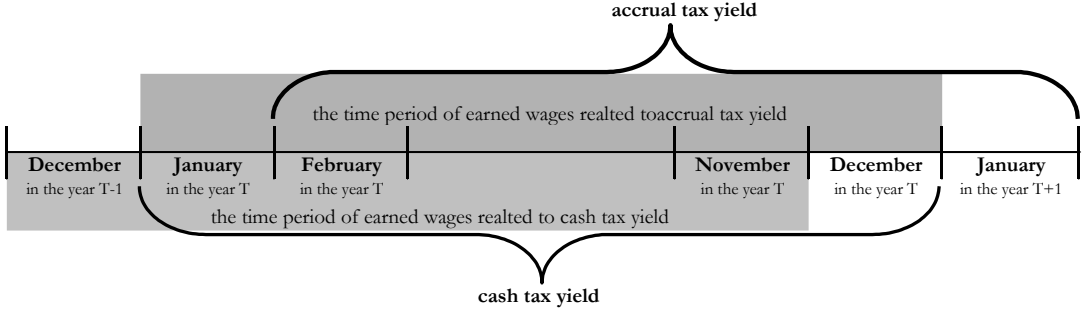 accrual tax yield
the time period of earned wages realted toaccrual tax yield
December January February November December January
in the year T-1 in the year T in the year T in the year T in the year T in the year T+1
the time period of earned wages realted to cash tax yield
cash tax yield